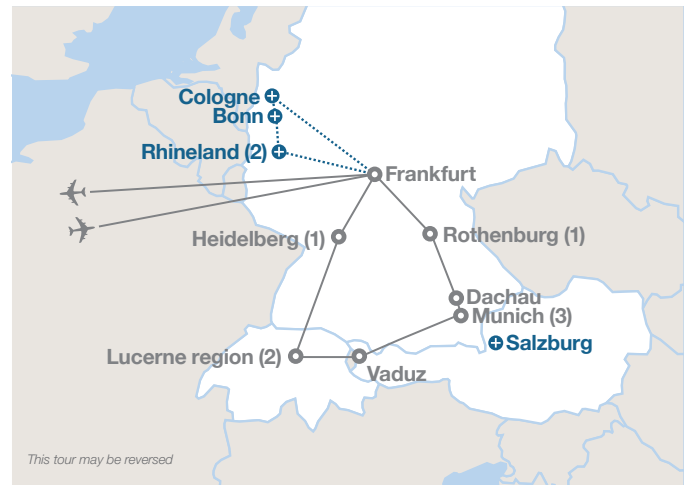 Cologne
Bonn
Rhineland (2)
Frankfurt
Heidelberg (1)
Rothenburg (1)
Dachau
Munich (3)
Salzburg
Lucerne region (2)
Vaduz
This tour may be reversed